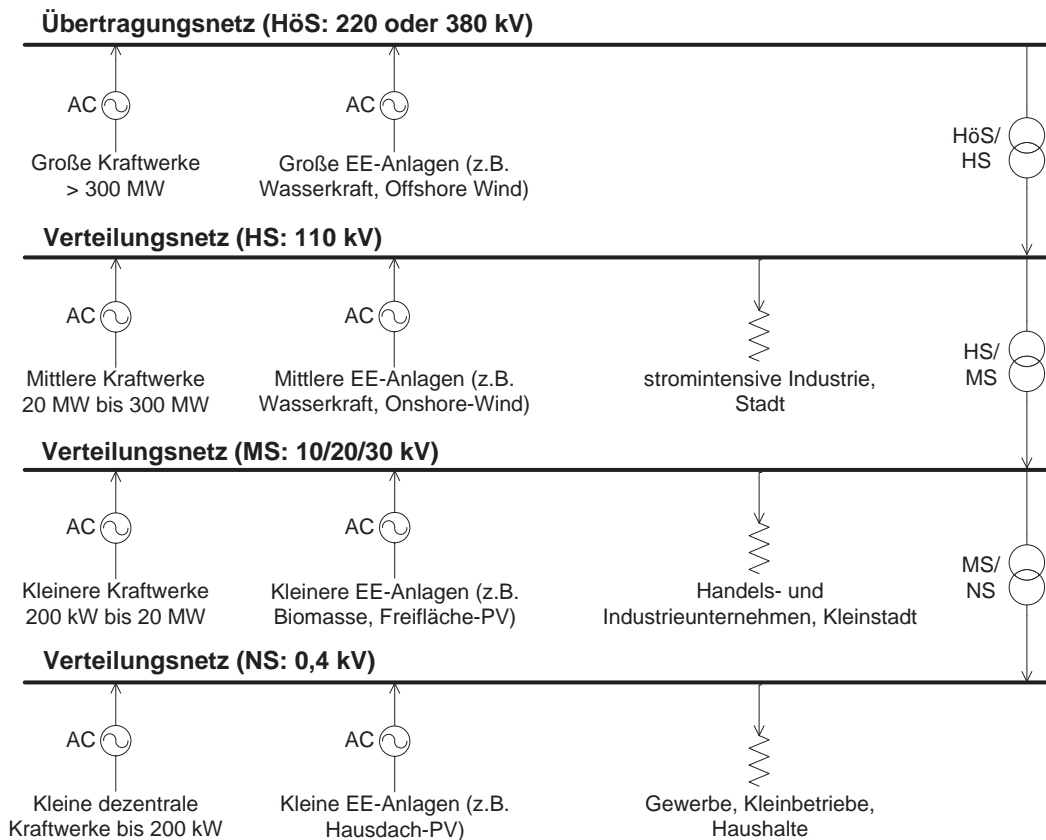 Übertragungsnetz (HöS: 220 oder 380 kV)
AC
AC
HöS/
HS
Große Kraftwerke
> 300 MW
Große EE-Anlagen (z.B.
Wasserkraft, Offshore Wind)
Verteilungsnetz (HS: 110 kV)
AC
AC
HS/
MS
Mittlere Kraftwerke
20 MW bis 300 MW
Mittlere EE-Anlagen (z.B.
Wasserkraft, Onshore-Wind)
stromintensive Industrie,
Stadt
Verteilungsnetz (MS: 10/20/30 kV)
AC
AC
MS/
NS
Kleinere Kraftwerke
200 kW bis 20 MW
Kleinere EE-Anlagen (z.B.
Biomasse, Freifläche-PV)
Handels- und
Industrieunternehmen, Kleinstadt
Verteilungsnetz (NS: 0,4 kV)
AC
AC
Kleine dezentrale
Kraftwerke bis 200 kW
Kleine EE-Anlagen (z.B.
Hausdach-PV)
Gewerbe, Kleinbetriebe,
Haushalte